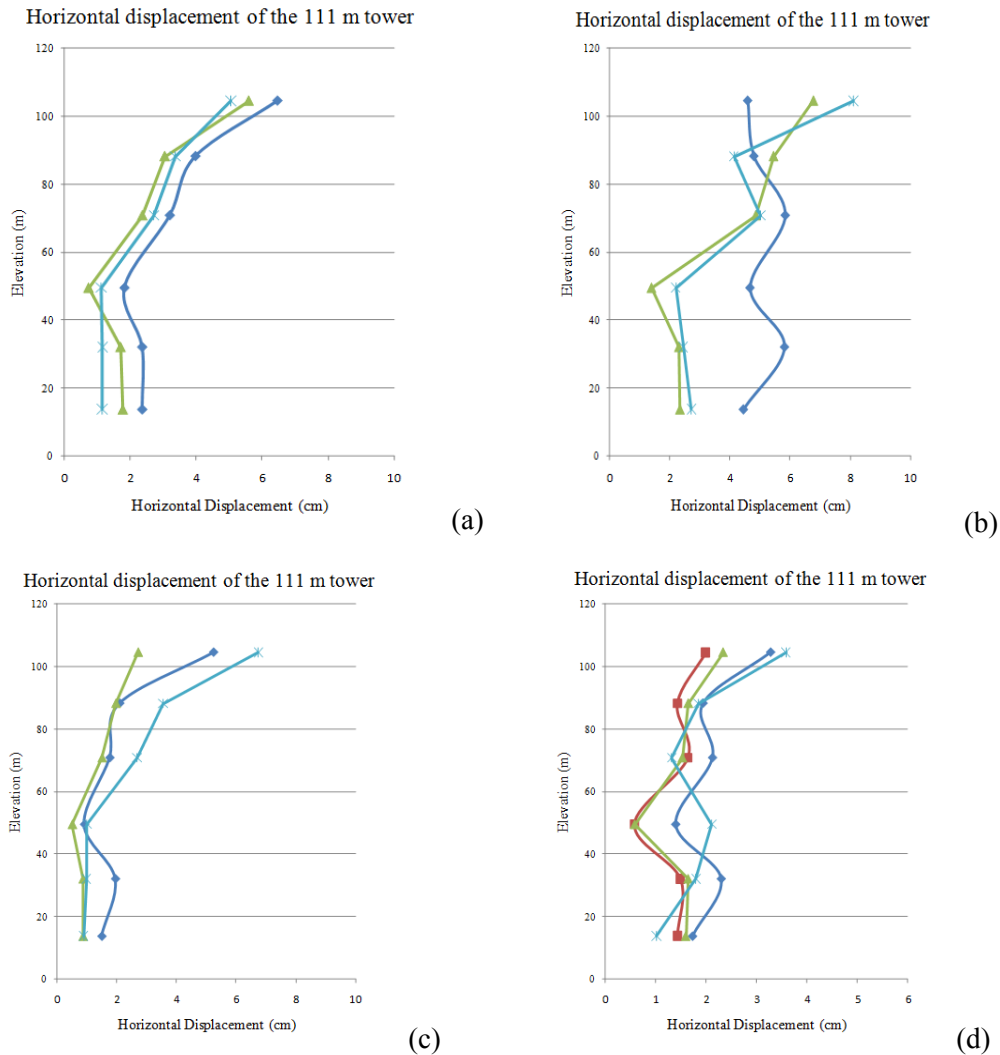 Horizontal displacement of the 111 m tower
120
100
80
60
40
20
0
Elevation (m)
0 2 4 6 8 10
Horizontal Displacement (cm)
(a)
Horizontal displacement of the 111 m tower
120
100
80
60
40
20
0
Elevation (m)
0 2 4 6 8 10
Horizontal Displacement (cm)
(b)
Horizontal displacement of the 111 m tower
120
100
80
60
40
20
0
Elevation (m)
0 2 4 6 8 10
Horizontal Displacement (cm)
(c)
Horizontal displacement of the 111 m tower
120
100
80
60
40
20
0
Elevation (m)
0 1 2 3 4 5 6
Horizontal Displacement (cm)
(d)